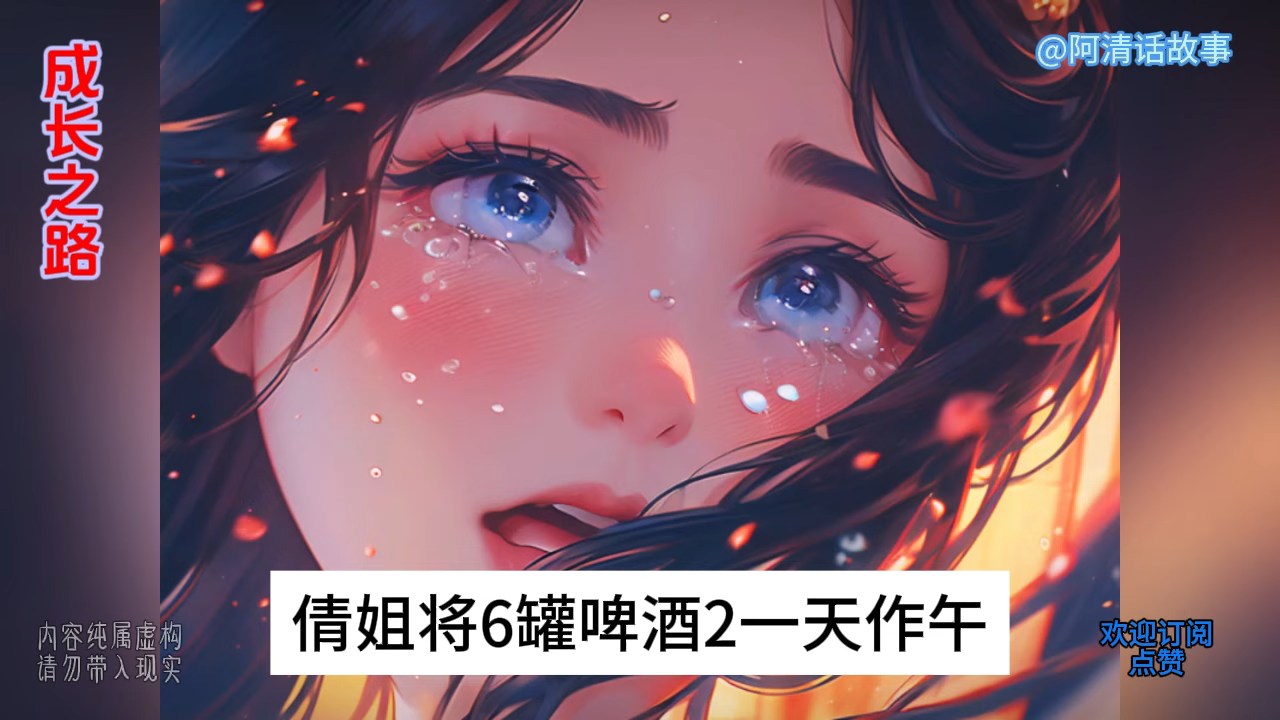 成长之路
@阿清话故事
倩姐将6罐啤酒2一天作午
内容纯属虚构
请勿带入现实
欢迎订阅
点赞